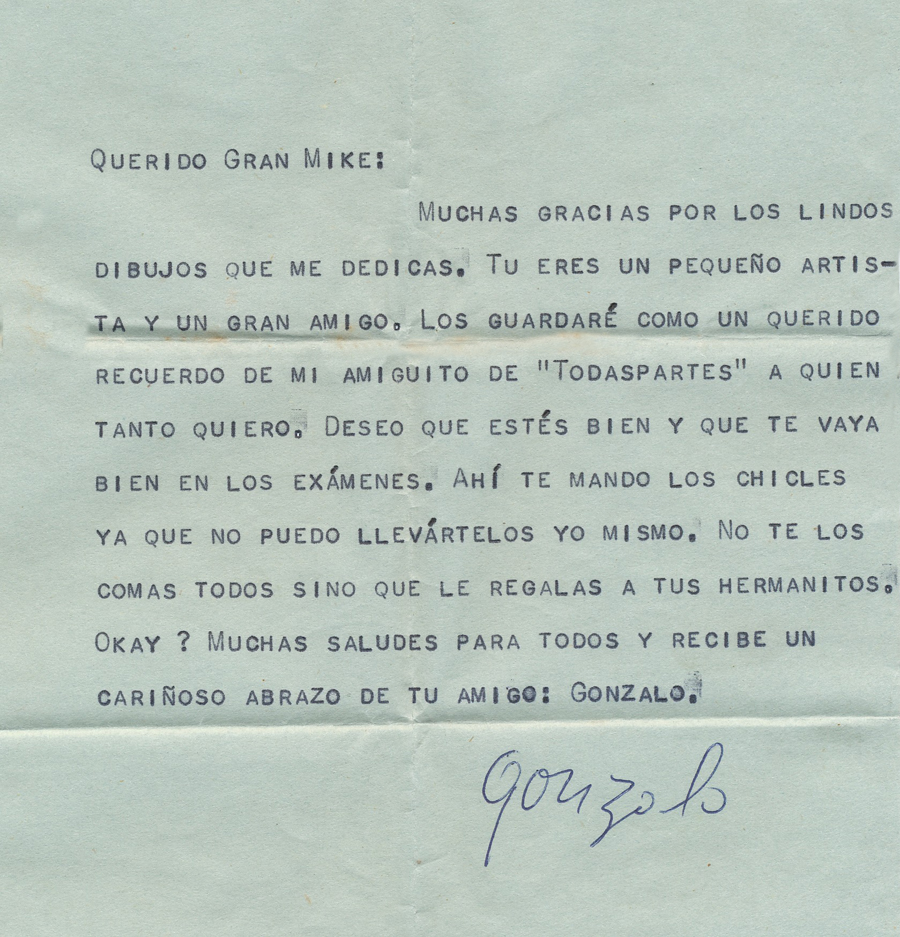 QUERIDO GRAN MIKE:
MUCHAS GRACIAS POR LOS LINDOS
DIBUJOS QUE ME DEDICAS. TU ERES UN PEQUEÑO ARTIS-
TA Y UN GRAN AMIGO. LOS GUARDARÉ COMO UN QUERIDO
RECUERDO DE MI AMIGUITO DE "TODASPARTES" A QUIEN
TANTO QUIERO. DESEO QUE ESTÉS BIEN Y QUE TE VAYA
BIEN EN LOS EXÁMENES. AHÍ TE MANDO LOS CHICLES
YA QUE NO PUEDO LLEVÁRTELOS YO MISMO. NO TE LOS
COMAS TODOS SINO QUE LE REGALAS A TUS HERMANITOS.
OKAY ? MUCHAS SALUDES PARA TODOS Y RECIBE UN
CARIÑOSO ABRAZO DE TU AMIGO: GONZALO.
Gonzalo